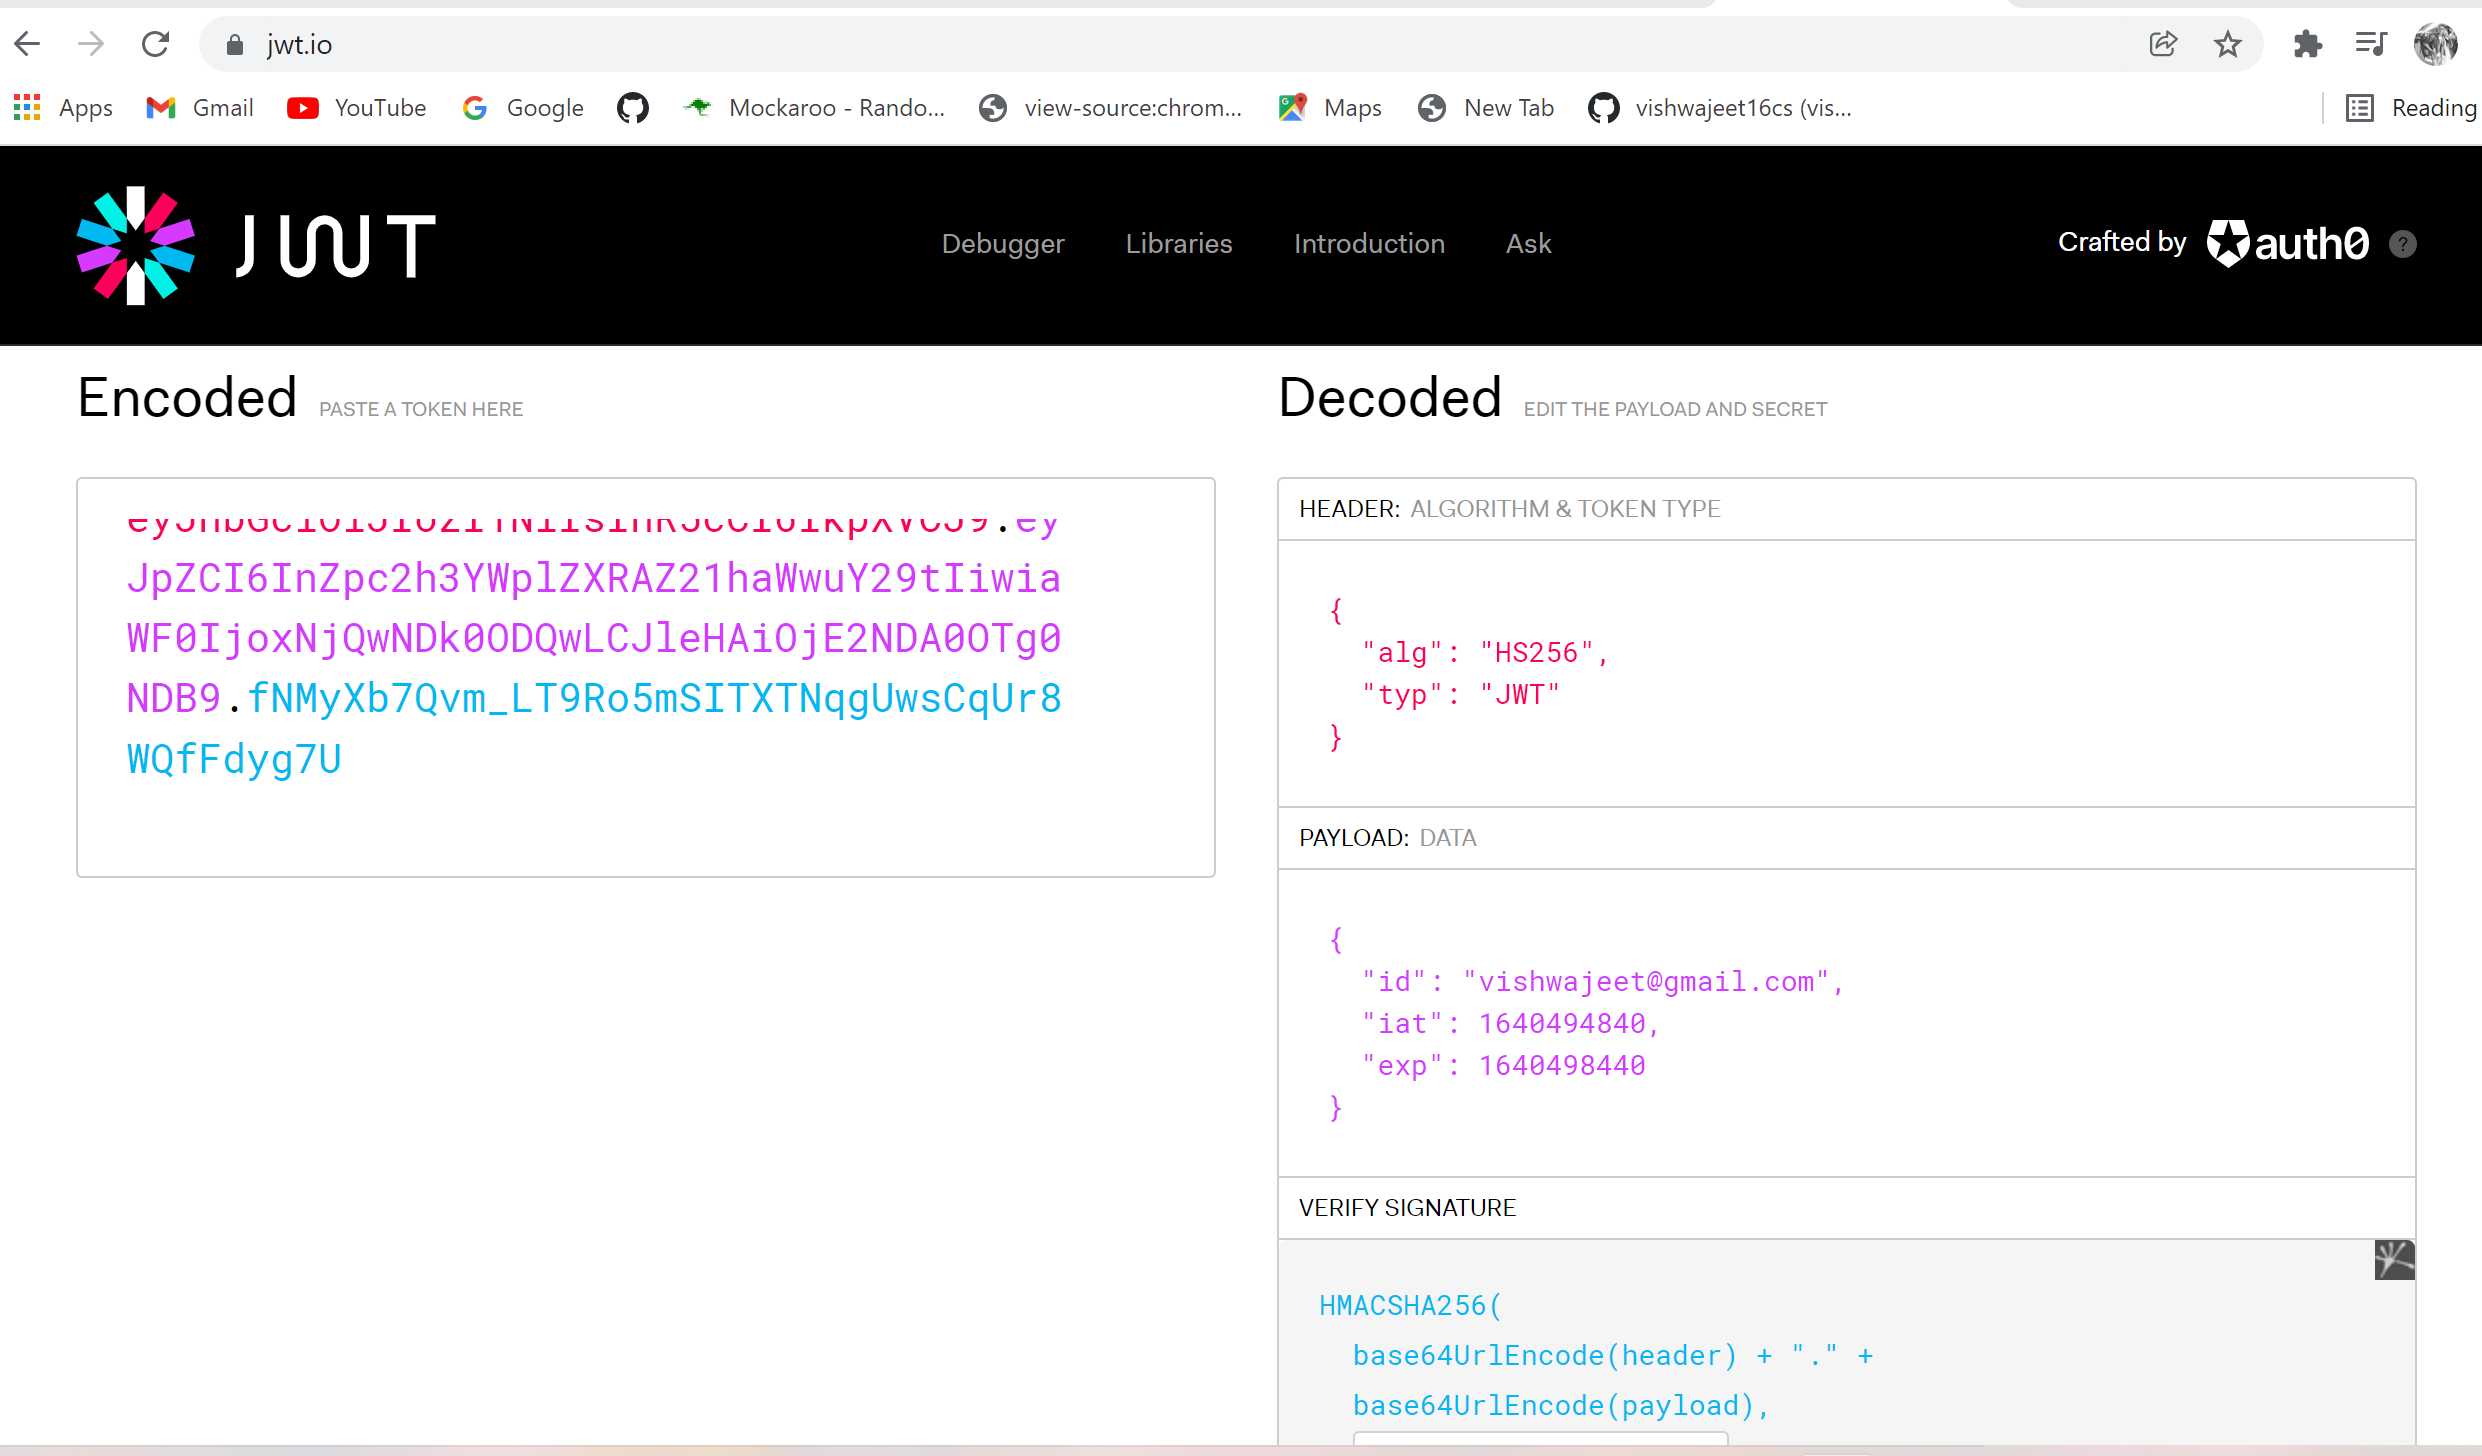 jwt.io
Apps Gmail YouTube Google Mockaroo - Rando... view-source:chrom... Maps New Tab vishwajeet16cs (vis... Reading
JWT Debugger Libraries Introduction Ask Crafted by auth0 ?
Encoded PASTE A TOKEN HERE
JpZCI6InZpc2h3YWplZXRAZ21haWwuY29tIiwia
WF0IjoxNjQwNDk0ODQwLCJleHAiOjE2NDA0OTg0
NDB9.fNMyXb7Qvm_LT9Ro5mSITXTNqgUwsCqUr8
WQfFdyg7U
Decoded EDIT THE PAYLOAD AND SECRET
HEADER: ALGORITHM & TOKEN TYPE
{
"alg": "HS256",
"typ": "JWT"
}
PAYLOAD: DATA
{
"id": "vishwajeet@gmail.com",
"iat": 1640494840,
"exp": 1640498440
}
VERIFY SIGNATURE
HMACSHA256(
base64UrlEncode(header) + "." +
base64UrlEncode(payload),